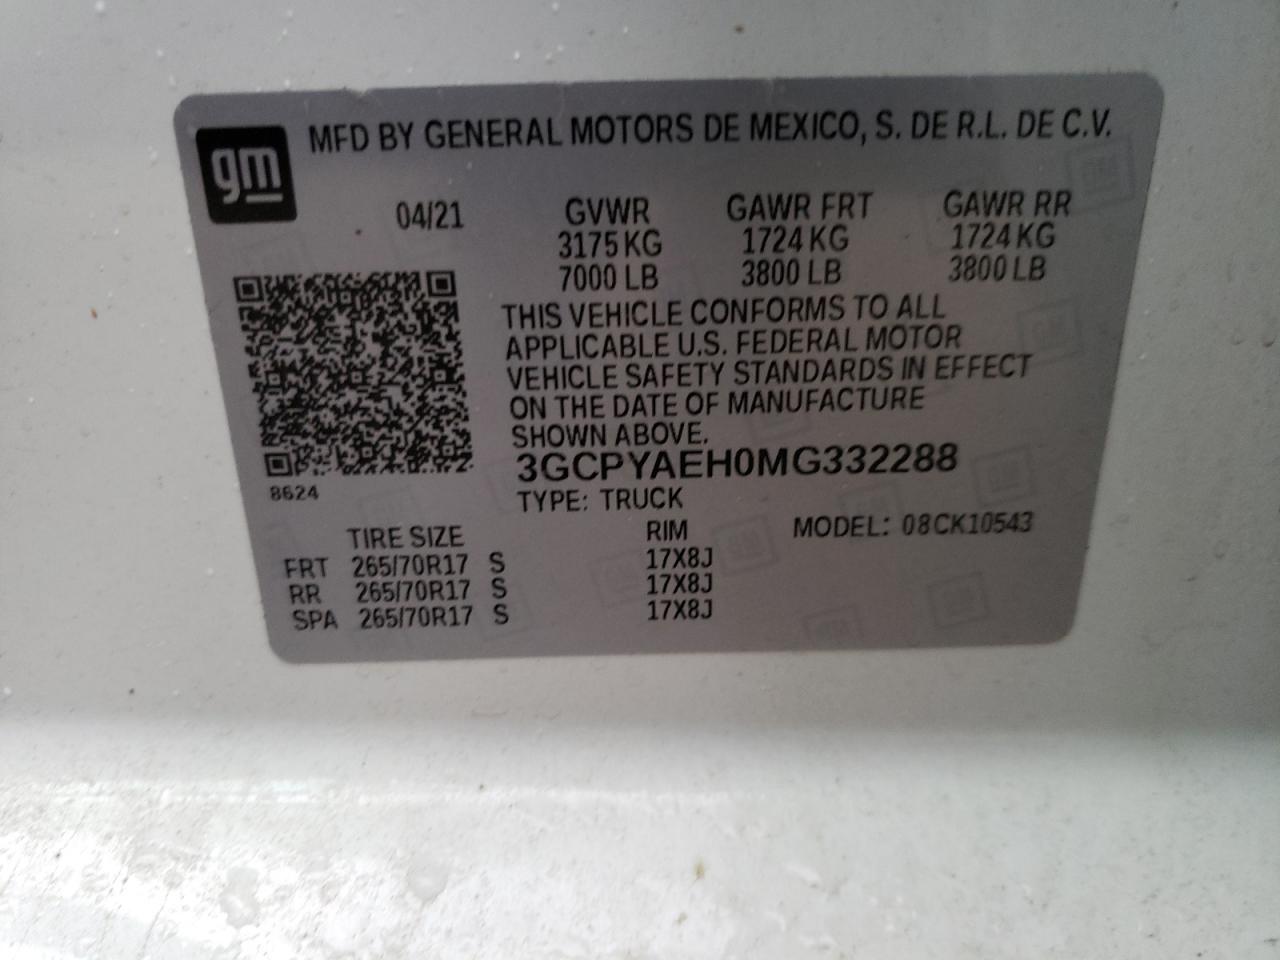 gm
MFD BY GENERAL MOTORS DE MEXICO, S. DE R.L. DE C.V.
04/21 GVWR GAWR FRT GAWR RR
3175 KG 1724 KG 1724 KG
7000 LB 3800 LB 3800 LB
THIS VEHICLE CONFORMS TO ALL
APPLICABLE U.S. FEDERAL MOTOR
VEHICLE SAFETY STANDARDS IN EFFECT
ON THE DATE OF MANUFACTURE
SHOWN ABOVE.
3GCPYAEH0MG332288
8624
TYPE: TRUCK
TIRE SIZE RIM MODEL: 08CK10543
FRT 265/70R17 S 17X8J
RR 265/70R17 S 17X8J
SPA 265/70R17 S 17X8J